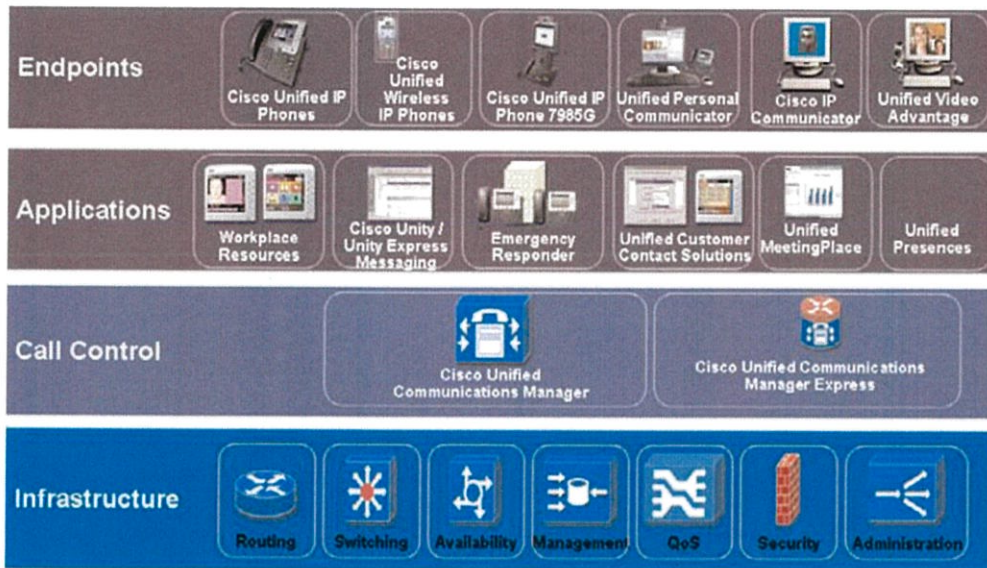 Endpoints
Cisco Unified IP
Phones
Cisco
Unified
Wireless
IP Phones
Cisco Unified IP
Phone 7985G
Unified Personal
Communicator
Cisco IP
Communicator
Unified Video
Advantage
Applications
Workplace
Resources
Cisco Unity /
Unity Express
Messaging
Emergency
Responder
Unified Customer
Contact Solutions
Unified
MeetingPlace
Unified
Presences
Call Control
Cisco Unified
Communications Manager
Cisco Unified Communications
Manager Express
Infrastructure
Routing
Switching
Availability
Management
QoS
Security
Administration